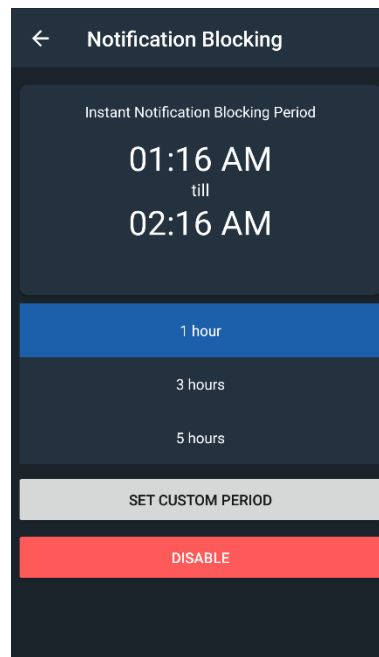 Notification Blocking
Instant Notification Blocking Period
01:16 AM
till
02:16 AM
1 hour
3 hours
5 hours
SET CUSTOM PERIOD
DISABLE